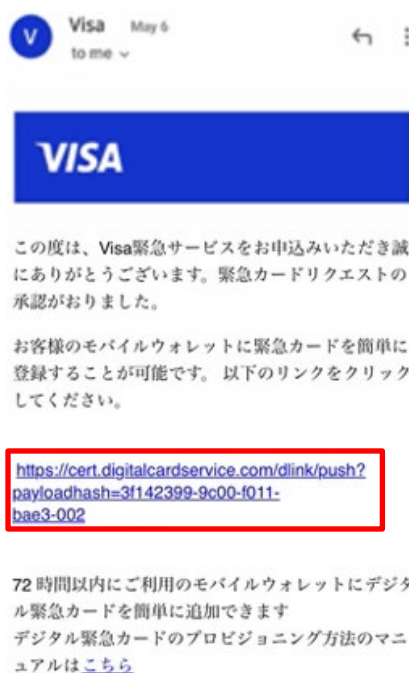 V
Visa May 6
to me
VISA
この度は、Visa緊急サービスをお申込みいただき誠
にありがとうございます。緊急カードリクエストの
承認がおりました。
お客様のモバイルウォレットに緊急カードを簡単に
登録することが可能です。 以下のリンクをクリック
してください。
https://cert.digitalcardservice.com/dlink/push?
payloadhash=3f142399-9c00-f011-
bae3-002
72 時間以内にご利用のモバイルウォレットにデジタ
ル緊急カードを簡単に追加できます
デジタル緊急カードのプロビジョニング方法のマニ
ュアルはこちら